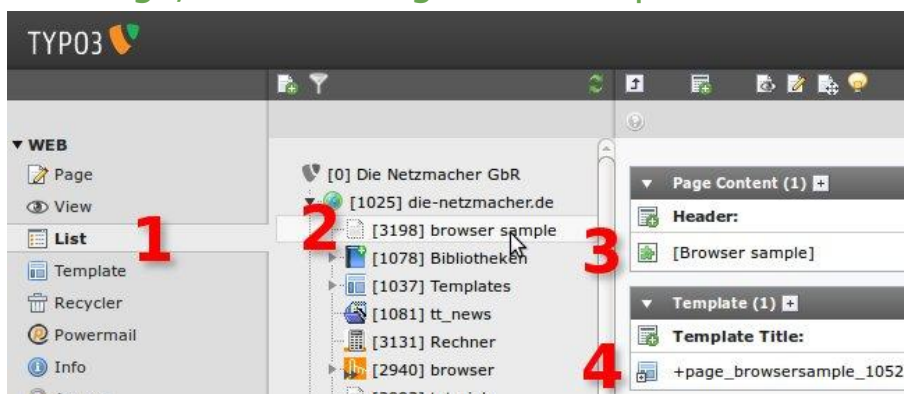 TYPO3
WEB
Page
View
List
Template
Recycler
Powermail
Info
1
[0] Die Netzmacher GbR
[1025] die-netzmacher.de
2
[3198] browser sample
[1078] Bibliotheken
[1037] Templates
[1081] tt_news
[3131] Rechner
[2940] browser
Page Content (1)
Header:
3
[Browser sample]
Template (1)
Template Title:
4
+page_browsersample_1052